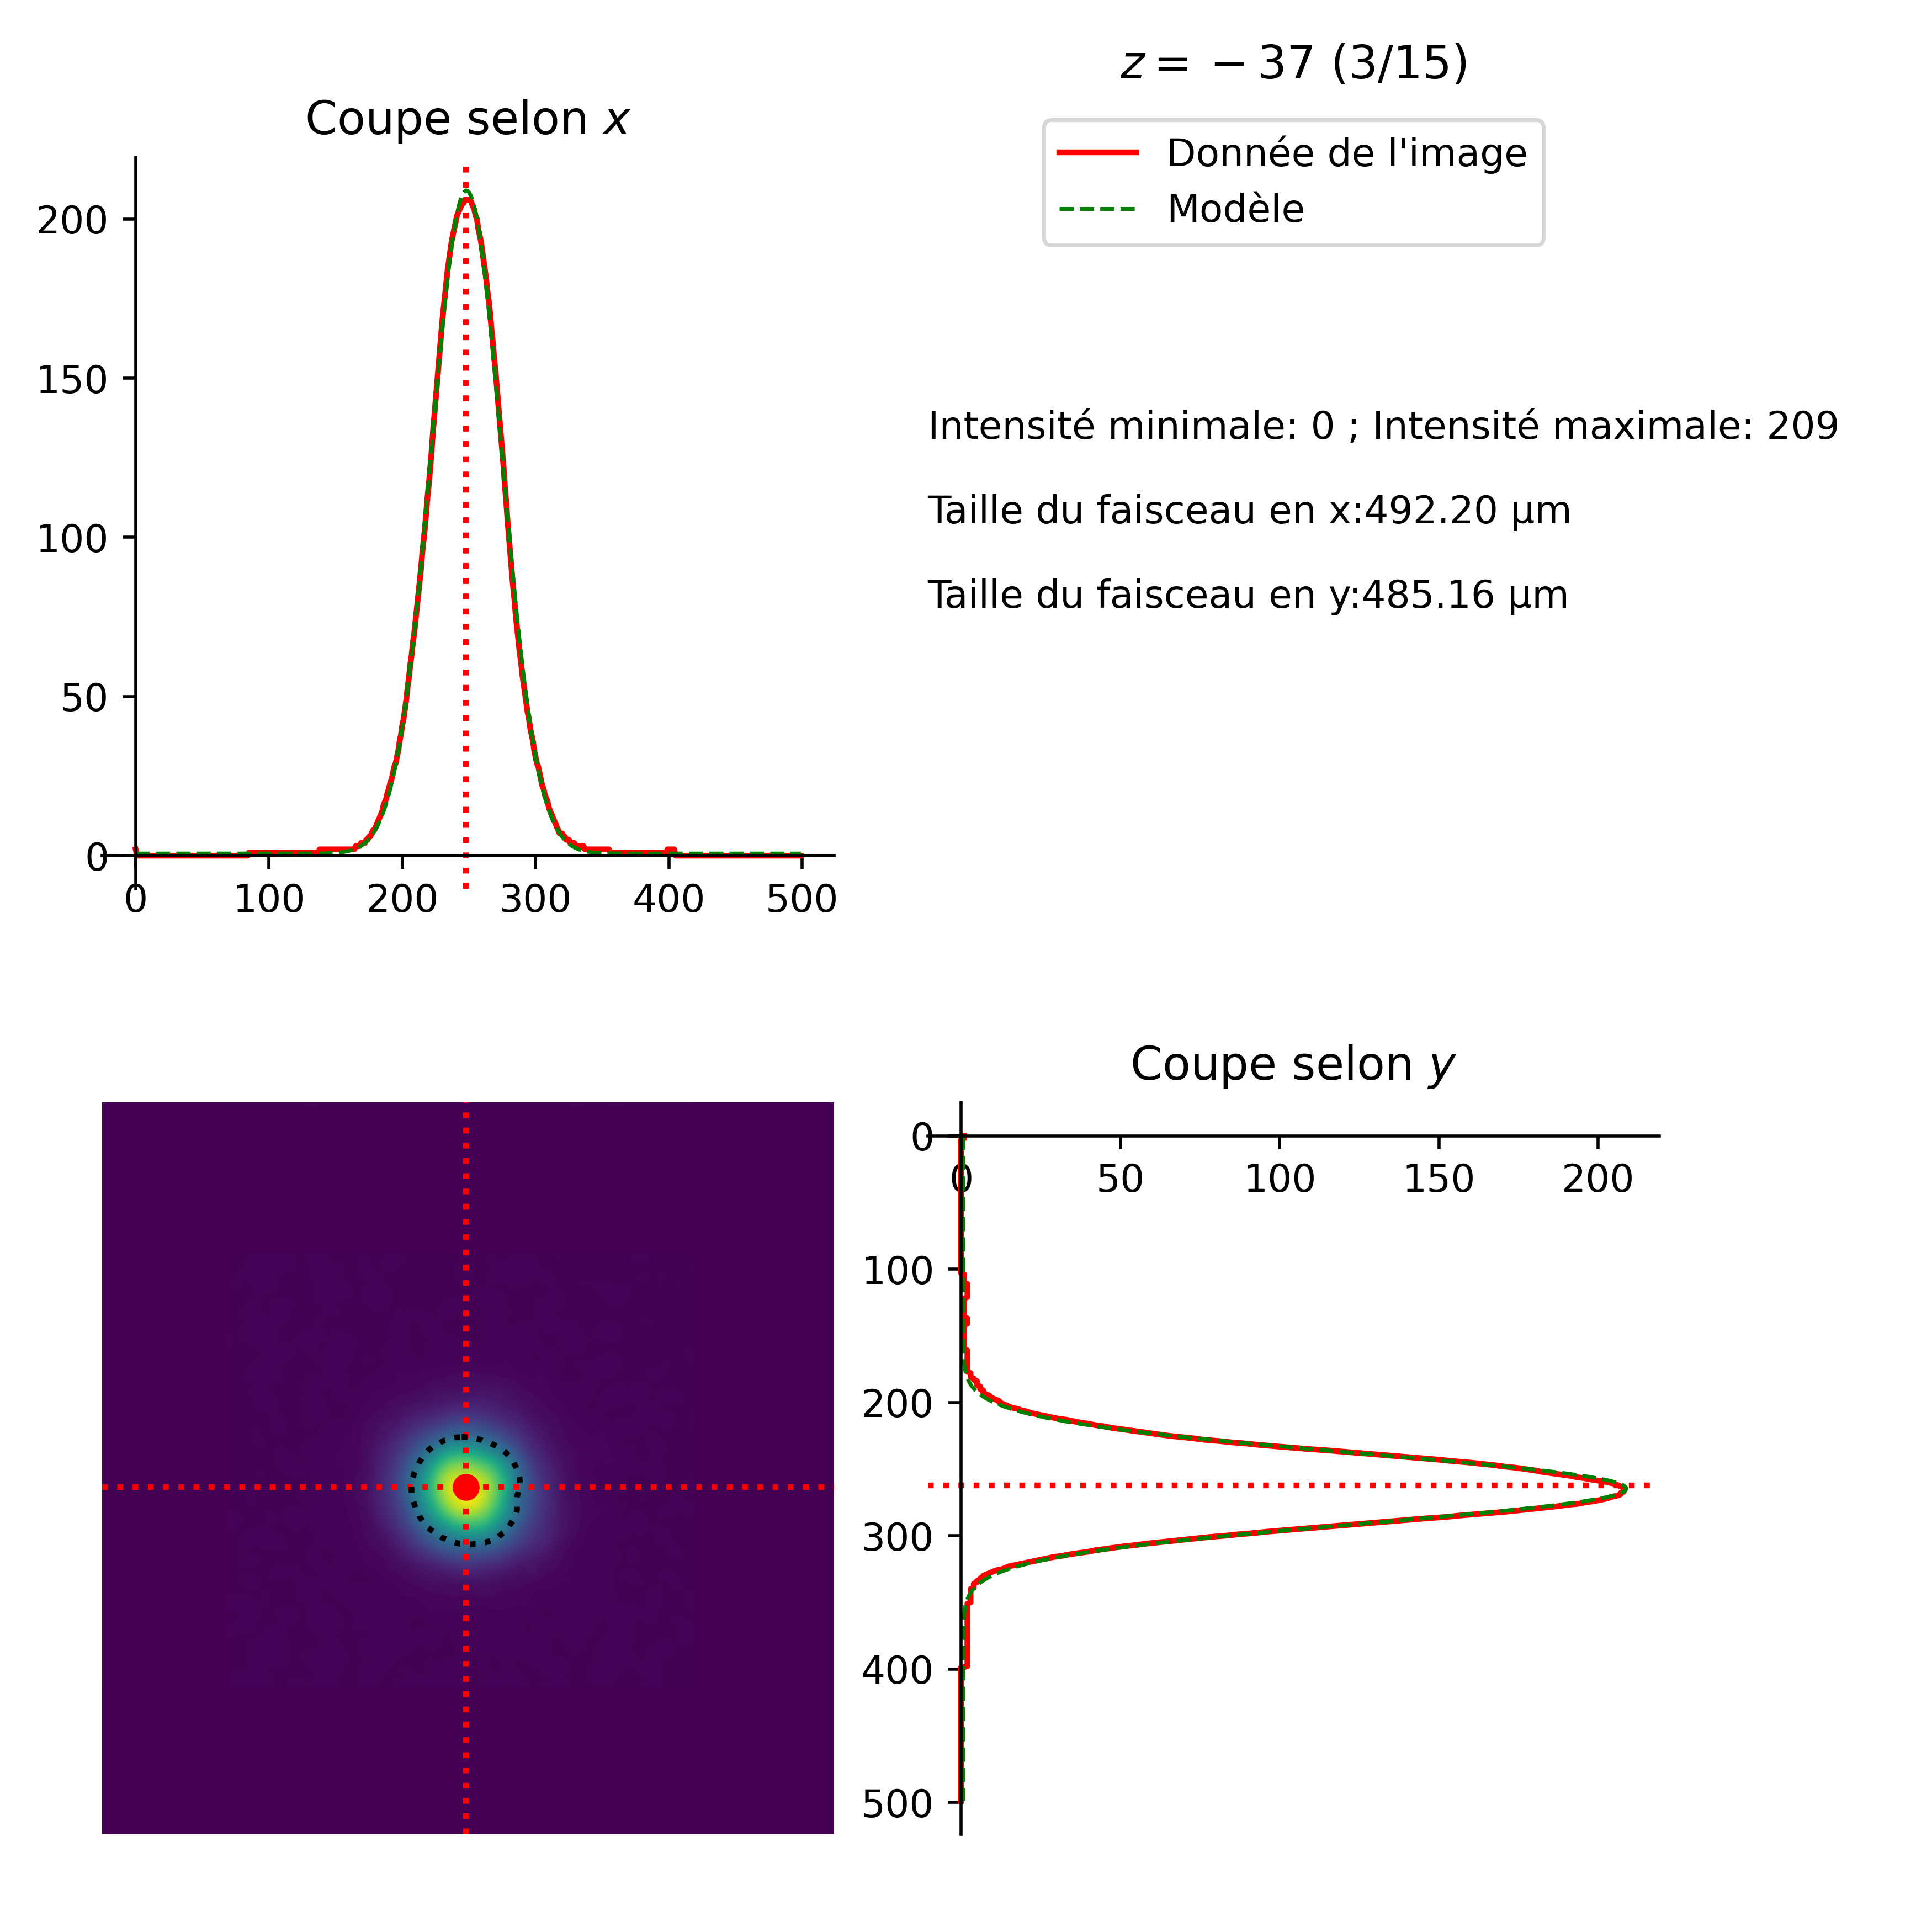 z = − 37 (3/15)
Coupe selon x
Donnée de l'image
Modèle
200
150
100
50
0
0 100 200 300 400 500
Intensité minimale: 0 ; Intensité maximale: 209
Taille du faisceau en x:492.20 µm
Taille du faisceau en y:485.16 µm
Coupe selon y
0
0 50 100 150 200
100
200
300
400
500